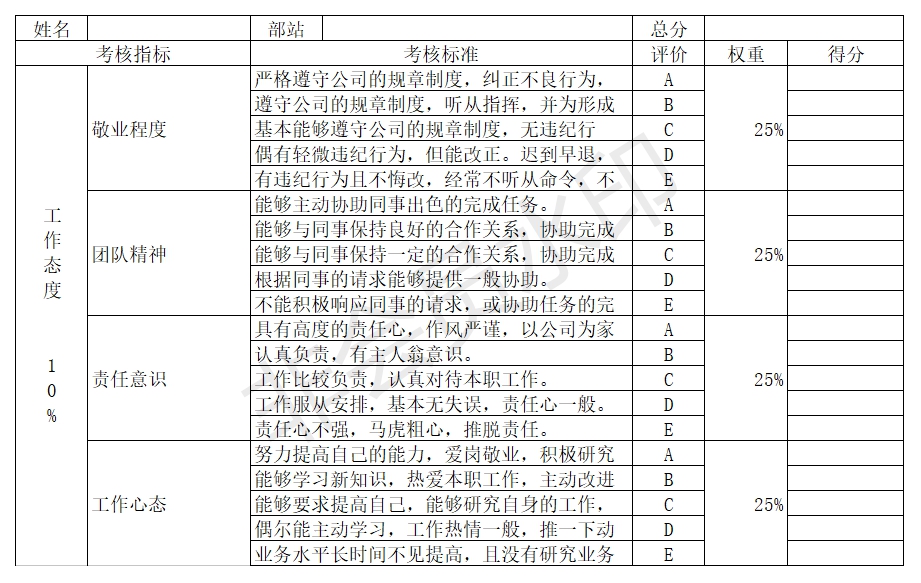 姓名 部站 总分
考核指标 考核标准 评价 权重 得分
工作态度 10%
敬业程度 25%
严格遵守公司的规章制度，纠正不良行为， A
遵守公司的规章制度，听从指挥，并为形成 B
基本能够遵守公司的规章制度，无违纪行 C
偶有轻微违纪行为，但能改正。迟到早退， D
有违纪行为且不悔改，经常不听从命令，不 E
团队精神 25%
能够主动协助同事出色的完成任务。 A
能够与同事保持良好的合作关系，协助完成 B
能够与同事保持一定的合作关系，协助完成 C
根据同事的请求能够提供一般协助。 D
不能积极响应同事的请求，或协助任务的完 E
责任意识 25%
具有高度的责任心，作风严谨，以公司为家 A
认真负责，有主人翁意识。 B
工作比较负责，认真对待本职工作。 C
工作服从安排，基本无失误，责任心一般。 D
责任心不强，马虎粗心，推脱责任。 E
工作心态 25%
努力提高自己的能力，爱岗敬业，积极研究 A
能够学习新知识，热爱本职工作，主动改进 B
能够要求提高自己，能够研究自身的工作， C
偶尔能主动学习，工作热情一般，推一下动 D
业务水平长时间不见提高，且没有研究业务 E
非会员水印